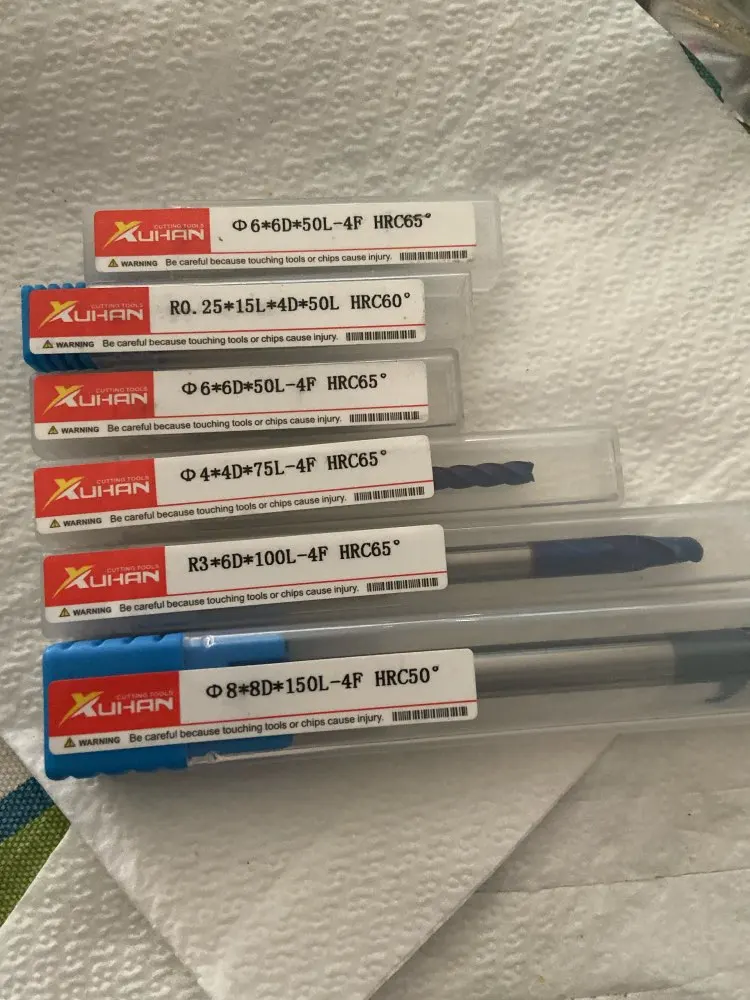 CUTTING TOOLS
XUHAN
Φ6*6D*50L-4F HRC65°
WARNING Be careful because touching tools or chips cause injury.
CUTTING TOOLS
XUHAN
R0.25*15L*4D*50L HRC60°
WARNING Be careful because touching tools or chips cause injury.
CUTTING TOOLS
XUHAN
Φ6*6D*50L-4F HRC65°
WARNING Be careful because touching tools or chips cause injury.
CUTTING TOOLS
XUHAN
Φ4*4D*75L-4F HRC65°
WARNING Be careful because touching tools or chips cause injury.
CUTTING TOOLS
XUHAN
R3*6D*100L-4F HRC65°
WARNING Be careful because touching tools or chips cause injury.
CUTTING TOOLS
XUHAN
Φ8*8D*150L-4F HRC50°
WARNING Be careful because touching tools or chips cause injury.